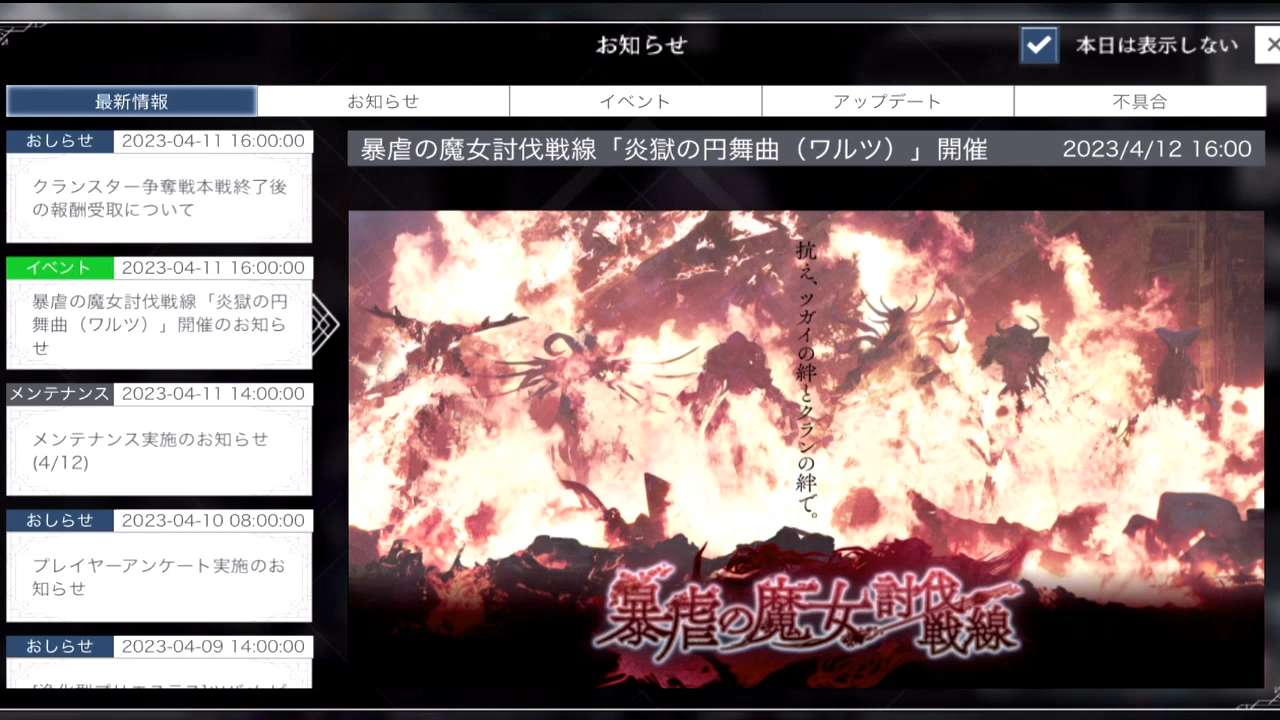 お知らせ
本日は表示しない
最新情報
お知らせ
イベント
アップデート
不具合
おしらせ 2023-04-11 16:00:00
クランスター争奪戦本戦終了後
の報酬受取について
イベント 2023-04-11 16:00:00
暴虐の魔女討伐戦線「炎獄の円
舞曲（ワルツ）」開催のお知ら
せ
メンテナンス 2023-04-11 14:00:00
メンテナンス実施のお知らせ
(4/12)
おしらせ 2023-04-10 08:00:00
プレイヤーアンケート実施のお
知らせ
おしらせ 2023-04-09 14:00:00
暴虐の魔女討伐戦線「炎獄の円舞曲（ワルツ）」開催 2023/4/12 16:00
抗え、ツガイの絆とクランの絆で。
暴虐の魔女討伐
戦線